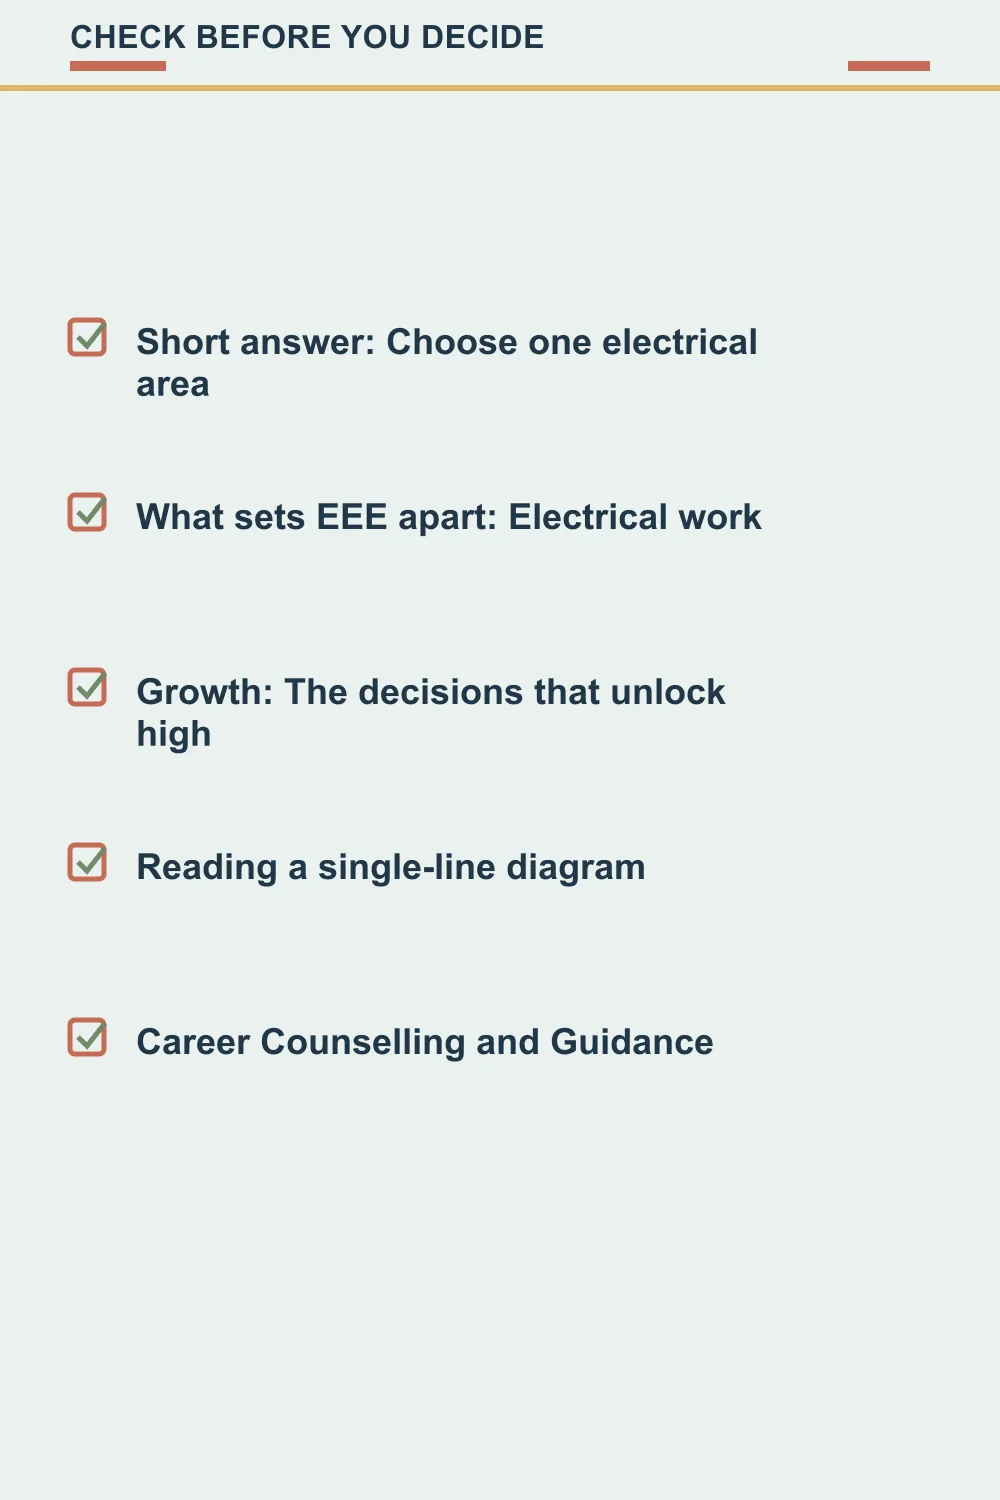 CHECK BEFORE YOU DECIDE
Short answer: Choose one electrical
area
What sets EEE apart: Electrical work
Growth: The decisions that unlock
high
Reading a single-line diagram
Career Counselling and Guidance